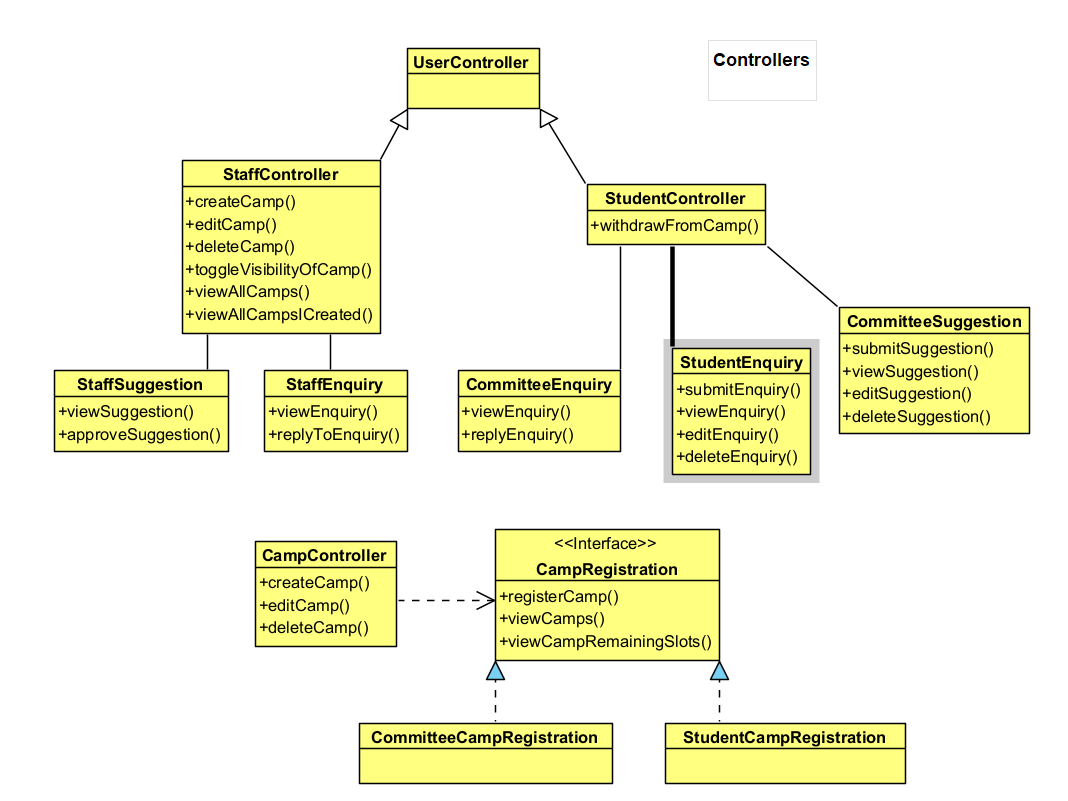 UserController
Controllers
StaffController
+createCamp()
+editCamp()
+deleteCamp()
+toggleVisibilityOfCamp()
+viewAllCamps()
+viewAllCampsICreated()
StudentController
+withdrawFromCamp()
StaffSuggestion
+viewSuggestion()
+approveSuggestion()
StaffEnquiry
+viewEnquiry()
+replyToEnquiry()
CommitteeEnquiry
+viewEnquiry()
+replyEnquiry()
StudentEnquiry
+submitEnquiry()
+viewEnquiry()
+editEnquiry()
+deleteEnquiry()
CommitteeSuggestion
+submitSuggestion()
+viewSuggestion()
+editSuggestion()
+deleteSuggestion()
CampController
+createCamp()
+editCamp()
+deleteCamp()
<<Interface>>
CampRegistration
+registerCamp()
+viewCamps()
+viewCampRemainingSlots()
CommitteeCampRegistration
StudentCampRegistration